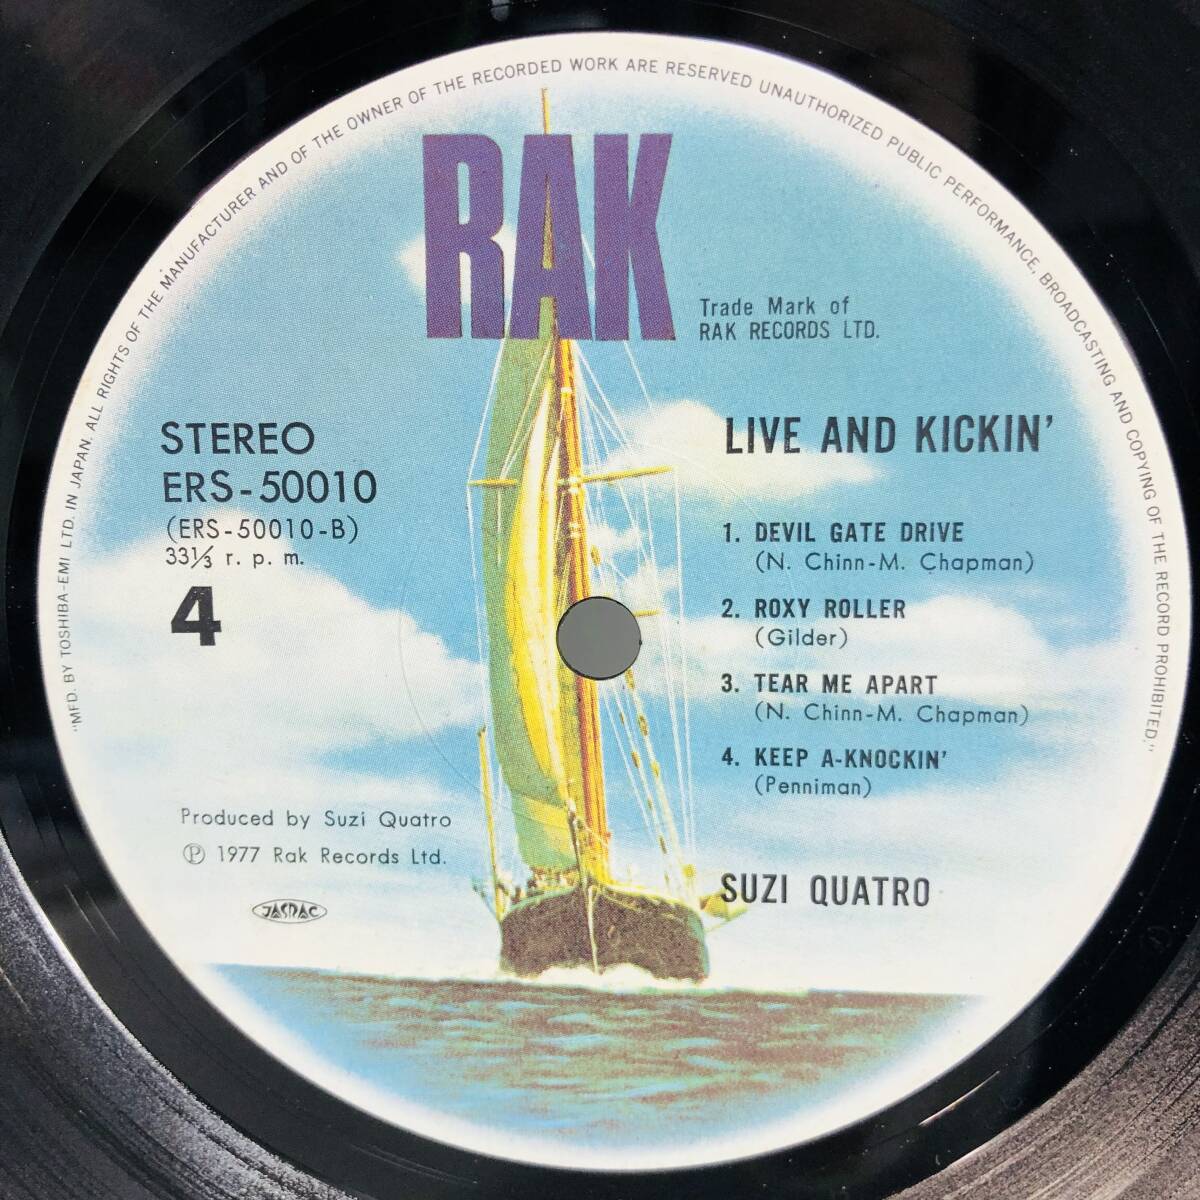 "MFD. BY TOSHIBA-EMI LTD. IN JAPAN. ALL RIGHTS OF THE MANUFACTURER AND OF THE OWNER OF THE RECORDED WORK ARE RESERVED UNAUTHORIZED PUBLIC PERFORMANCE, BROADCASTING AND COPYING OF THE RECORD PROHIBITED."
RAK
Trade Mark of
RAK RECORDS LTD.
STEREO
ERS-50010
(ERS-50010-B)
33⅓ r. p. m.
4
LIVE AND KICKIN'
1. DEVIL GATE DRIVE
(N. Chinn-M. Chapman)
2. ROXY ROLLER
(Gilder)
3. TEAR ME APART
(N. Chinn-M. Chapman)
4. KEEP A-KNOCKIN'
(Penniman)
Produced by Suzi Quatro
Ⓟ 1977 Rak Records Ltd.
JASRAC
SUZI QUATRO